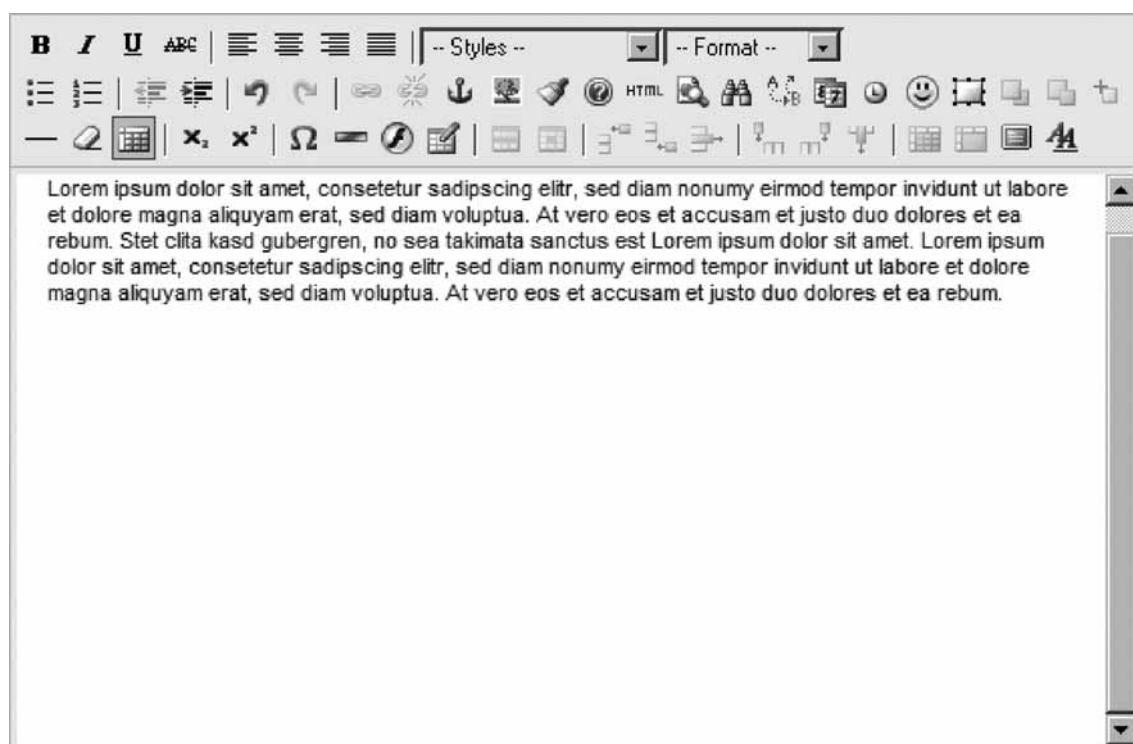 B I U ABC -- Styles -- -- Format --
HTML
Lorem ipsum dolor sit amet, consetetur sadipscing elitr, sed diam nonumy eirmod tempor invidunt ut labore
et dolore magna aliquyam erat, sed diam voluptua. At vero eos et accusam et justo duo dolores et ea
rebum. Stet clita kasd gubergren, no sea takimata sanctus est Lorem ipsum dolor sit amet. Lorem ipsum
dolor sit amet, consetetur sadipscing elitr, sed diam nonumy eirmod tempor invidunt ut labore et dolore
magna aliquyam erat, sed diam voluptua. At vero eos et accusam et justo duo dolores et ea rebum.